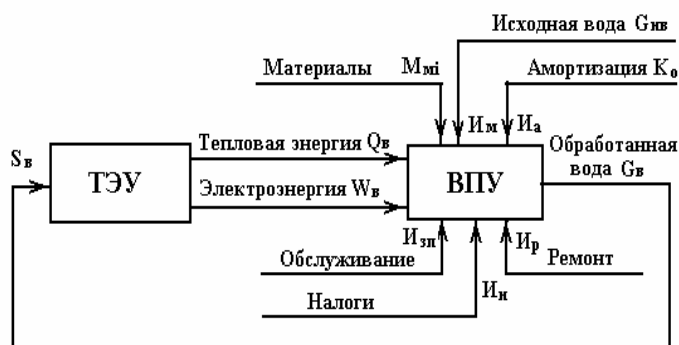 Исходная вода Gив
Материалы Mмi
Амортизация Kо
Им Иа
Обработанная
вода Gв
Тепловая энергия Qв
Sв
ТЭУ
ВПУ
Электроэнергия Wв
Изп
Ир
Обслуживание
Ремонт
Налоги
Ин